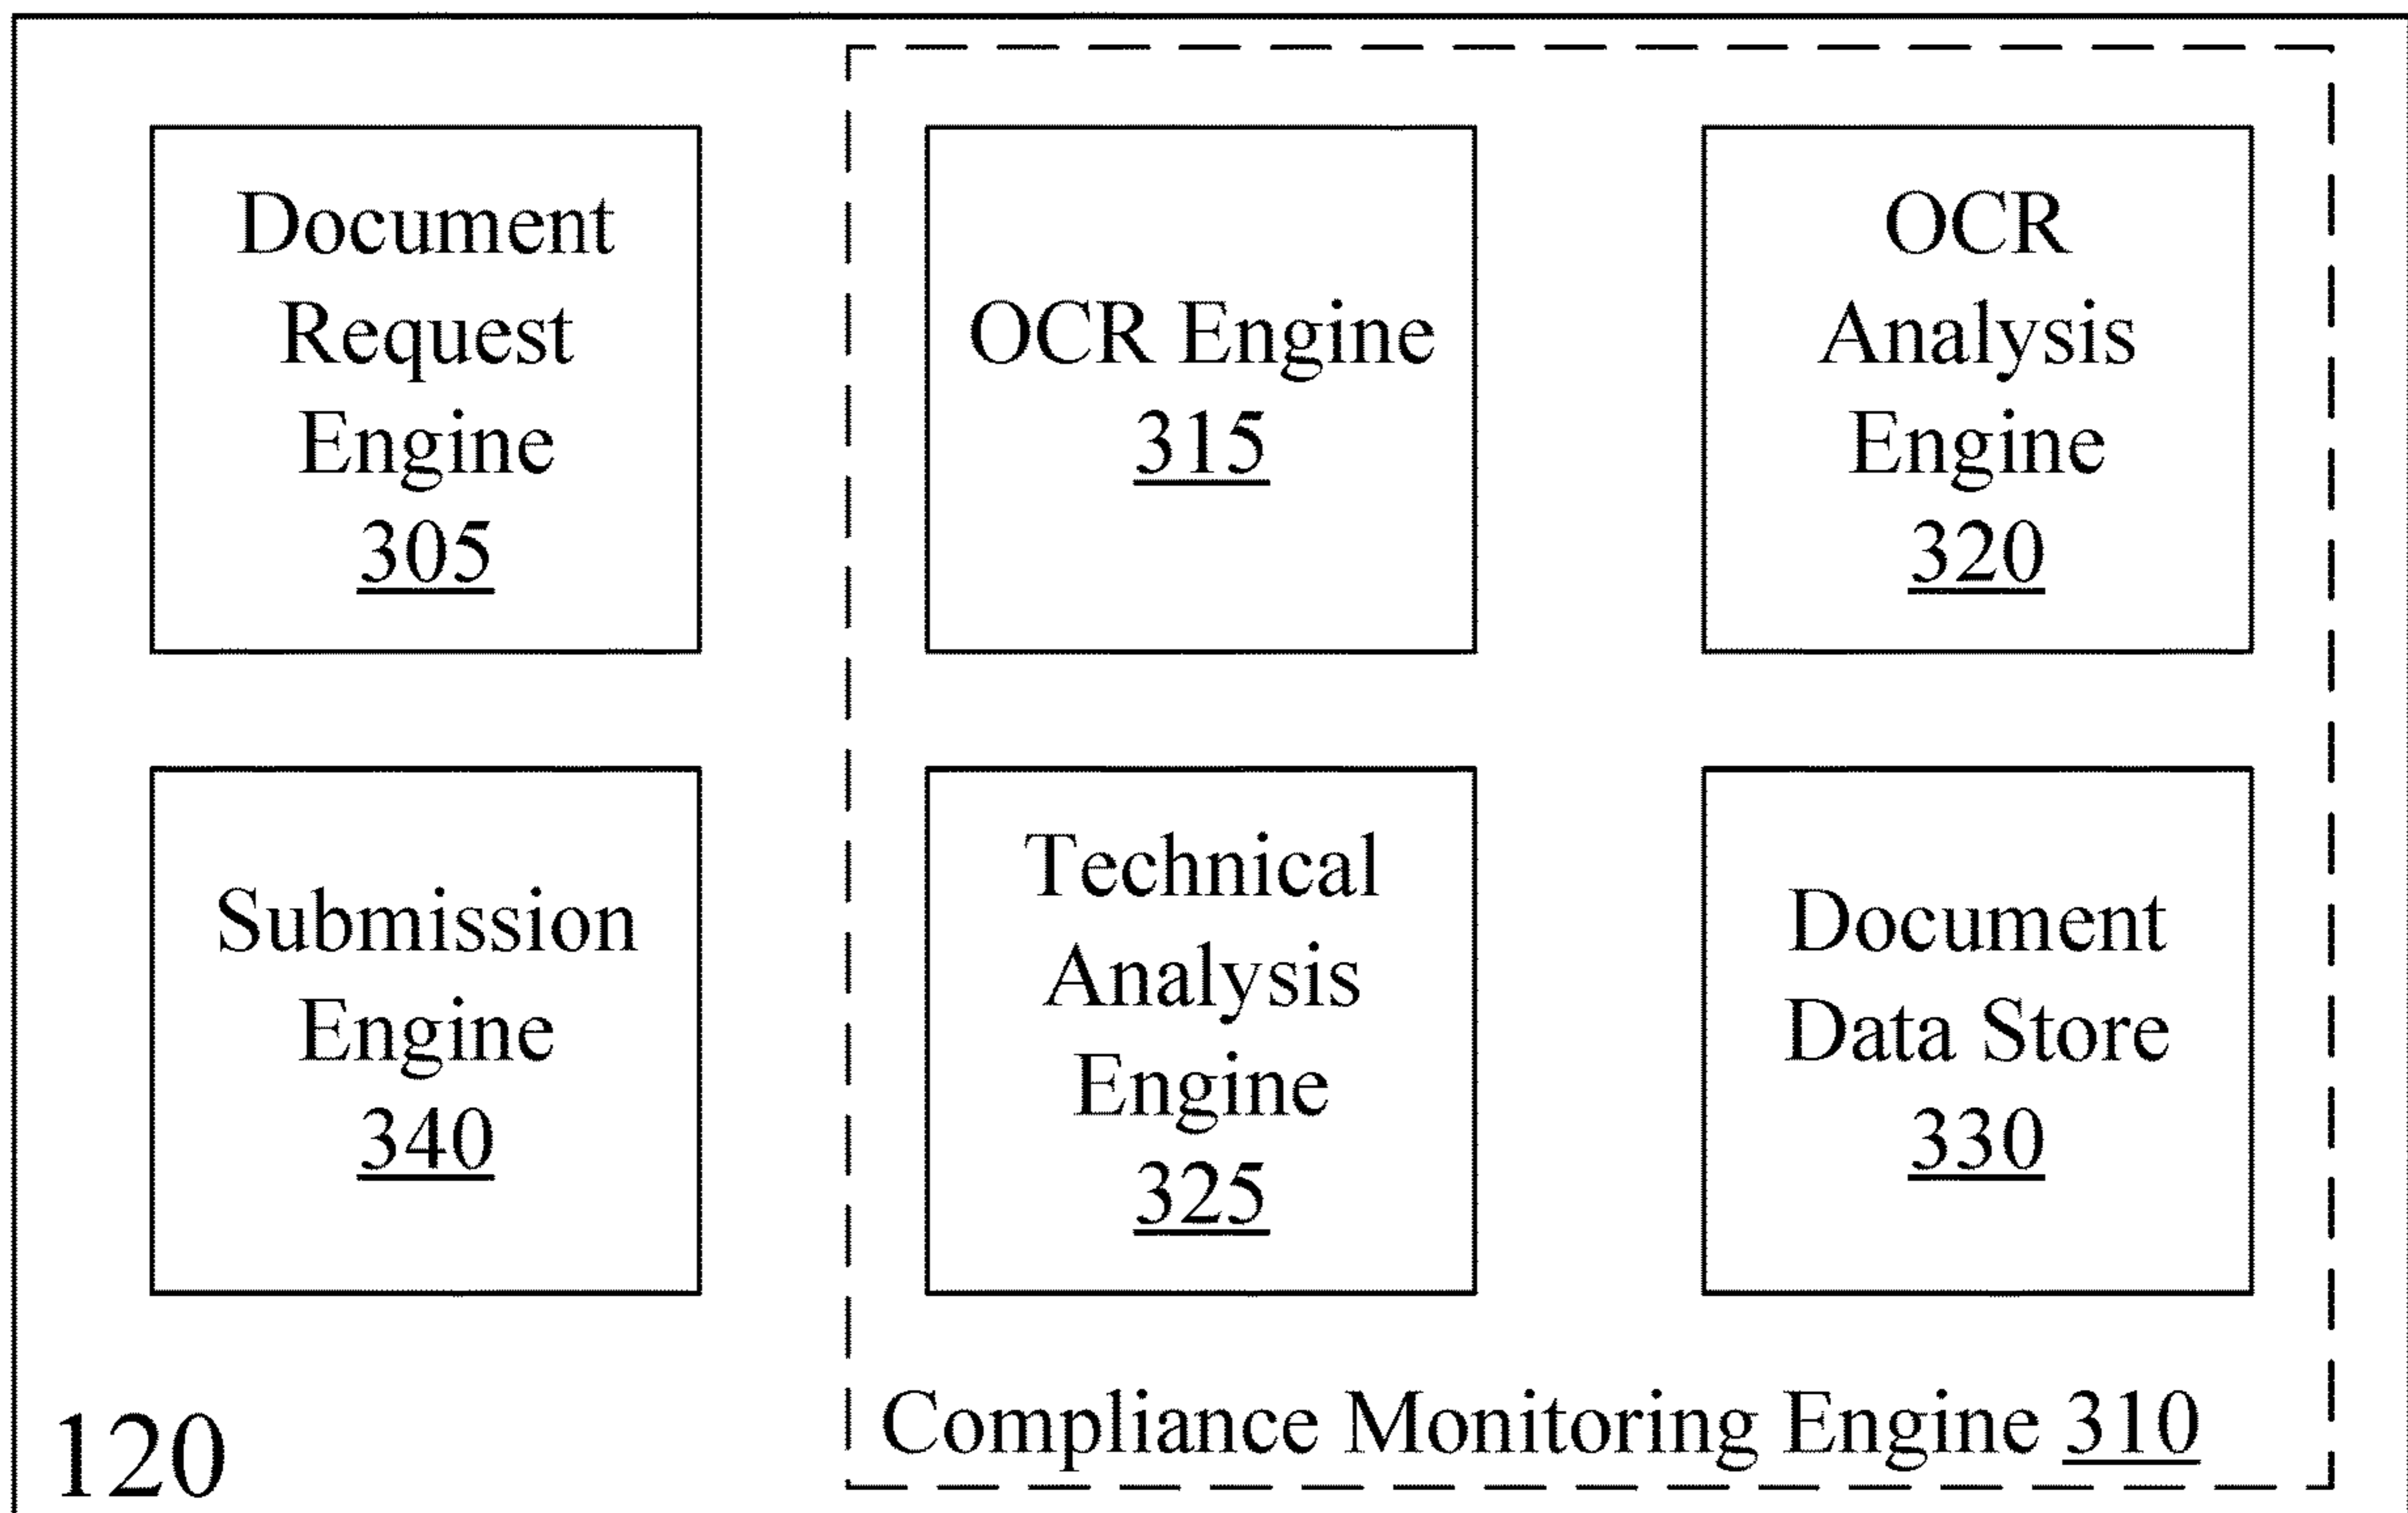 Document
Request
Engine
305
OCR Engine
315
OCR
Analysis
Engine
320
Submission
Engine
340
Technical
Analysis
Engine
325
Document
Data Store
330
Compliance Monitoring Engine 310
120